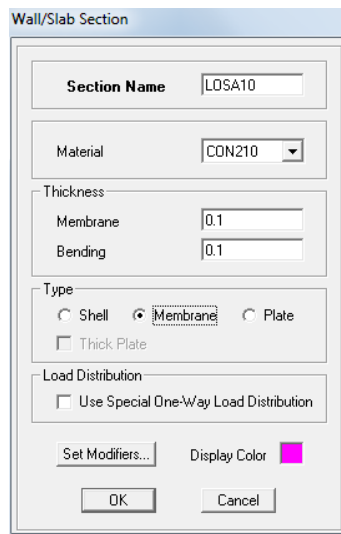 Wall/Slab Section
Section Name LOSA10
Material CON210
Thickness
Membrane 0.1
Bending 0.1
Type
Shell Membrane Plate
Thick Plate
Load Distribution
Use Special One-Way Load Distribution
Set Modifiers... Display Color
OK Cancel